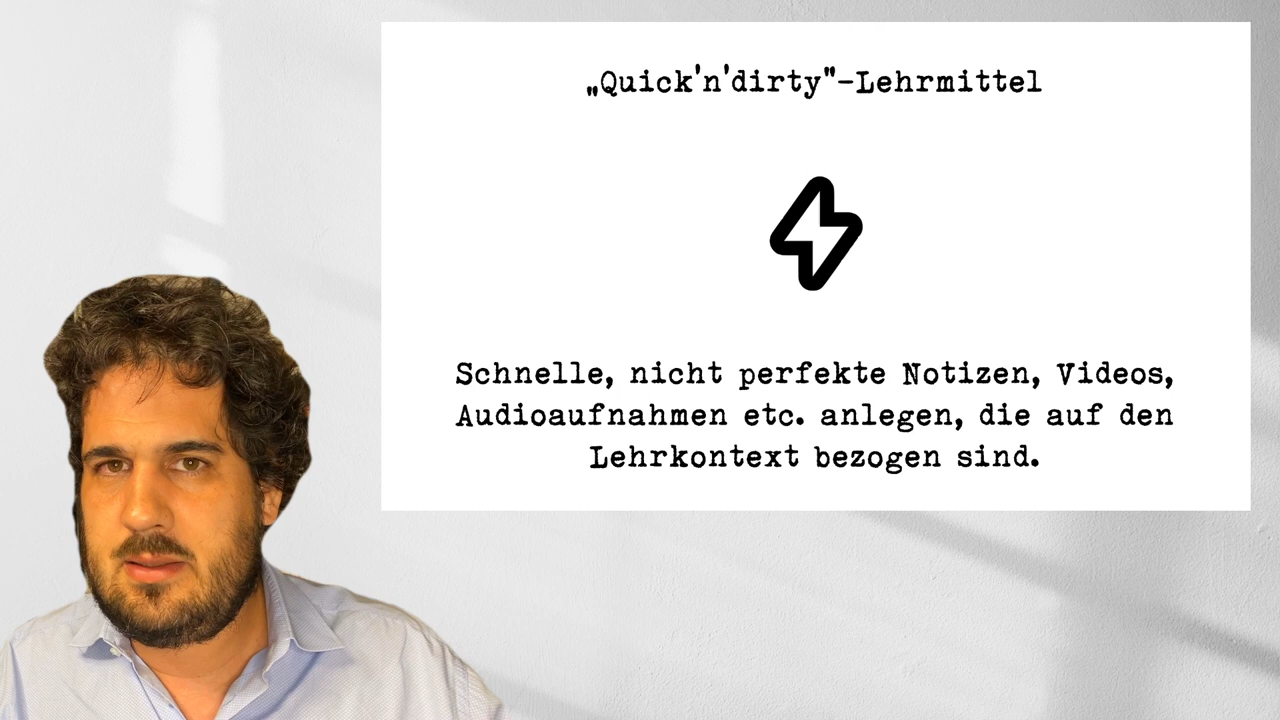 „Quick'n'dirty"-Lehrmittel
Schnelle, nicht perfekte Notizen, Videos,
Audioaufnahmen etc. anlegen, die auf den
Lehrkontext bezogen sind.